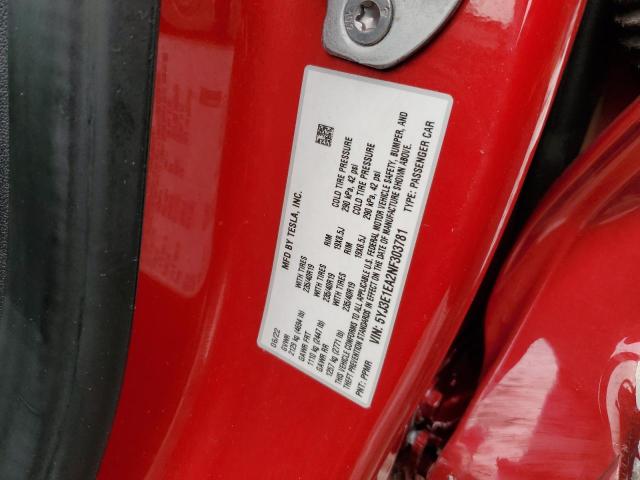 MFD BY TESLA, INC.
06/22
GVWR
2125 kg (4684 lb)
GAWR FRT WITH TIRES RIM COLD TIRE PRESSURE
1110 kg (2447 lb) 235/40R19 19X8.5J 290 kPa, 42 psi
GAWR RR WITH TIRES RIM COLD TIRE PRESSURE
1257 kg (2771 lb) 235/40R19 19X8.5J 290 kPa, 42 psi
THIS VEHICLE CONFORMS TO ALL APPLICABLE U.S. FEDERAL MOTOR VEHICLE SAFETY, BUMPER, AND
THEFT PREVENTION STANDARDS IN EFFECT ON THE DATE OF MANUFACTURE SHOWN ABOVE.
VIN: 5YJ3E1EA2NF303781 TYPE: PASSENGER CAR
PNT: PPMR